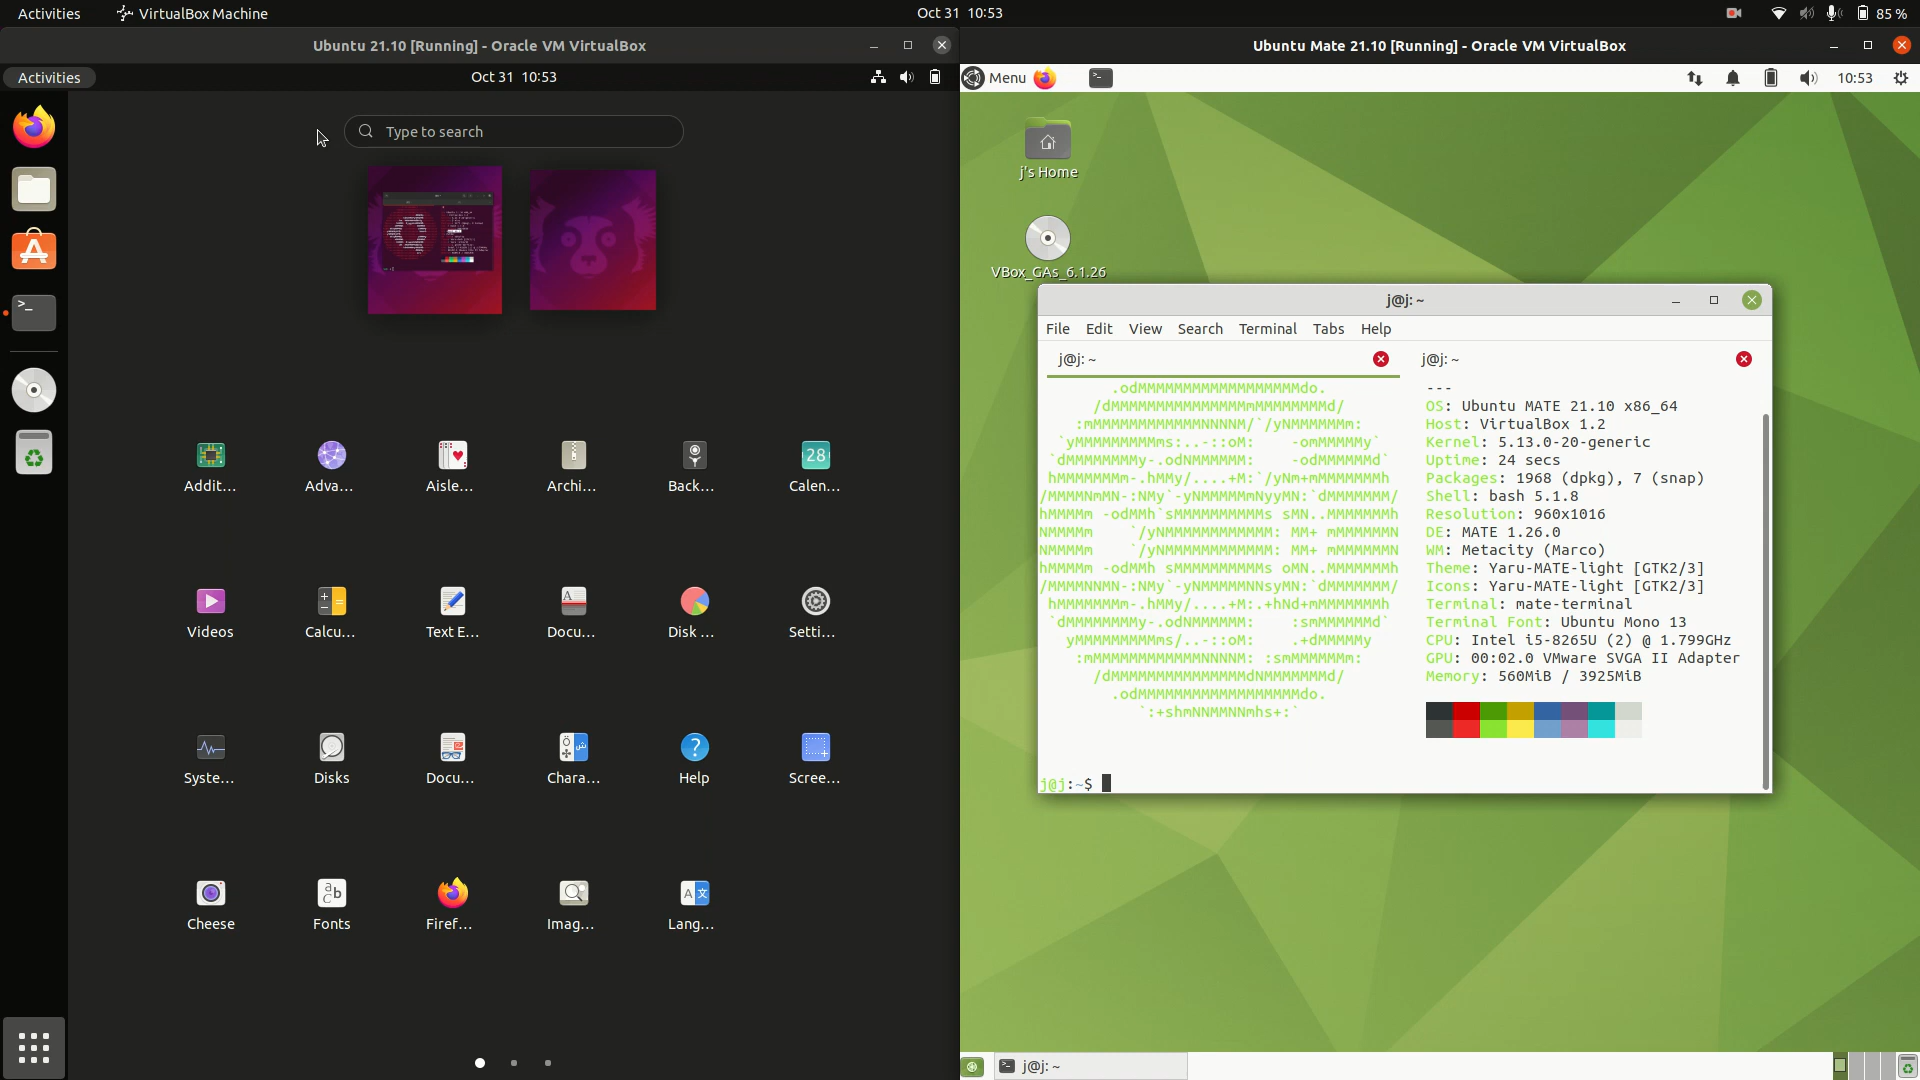 Activities
VirtualBox Machine
Oct 31 10:53
85 %
Ubuntu 21.10 [Running] - Oracle VM VirtualBox
Activities
Oct 31 10:53
Type to search
Addit...
Adva...
Aisle...
Archi...
Back...
28
Calen...
Videos
Calcu...
Text E...
Docu...
Disk ...
Setti...
Syste...
Disks
Docu...
Chara...
Help
Scree...
Cheese
Fonts
Firef...
Imag...
Lang...
Ubuntu Mate 21.10 [Running] - Oracle VM VirtualBox
Menu
10:53
j's Home
VBox_GAs_6.1.26
j@j: ~
File Edit View Search Terminal Tabs Help
j@j: ~
j@j: ~
---
OS: Ubuntu MATE 21.10 x86_64
Host: VirtualBox 1.2
Kernel: 5.13.0-20-generic
Uptime: 24 secs
Packages: 1968 (dpkg), 7 (snap)
Shell: bash 5.1.8
Resolution: 960x1016
DE: MATE 1.26.0
WM: Metacity (Marco)
Theme: Yaru-MATE-light [GTK2/3]
Icons: Yaru-MATE-light [GTK2/3]
Terminal: mate-terminal
Terminal Font: Ubuntu Mono 13
CPU: Intel i5-8265U (2) @ 1.799GHz
GPU: 00:02.0 VMware SVGA II Adapter
Memory: 560MiB / 3925MiB
j@j:~$
j@j: ~